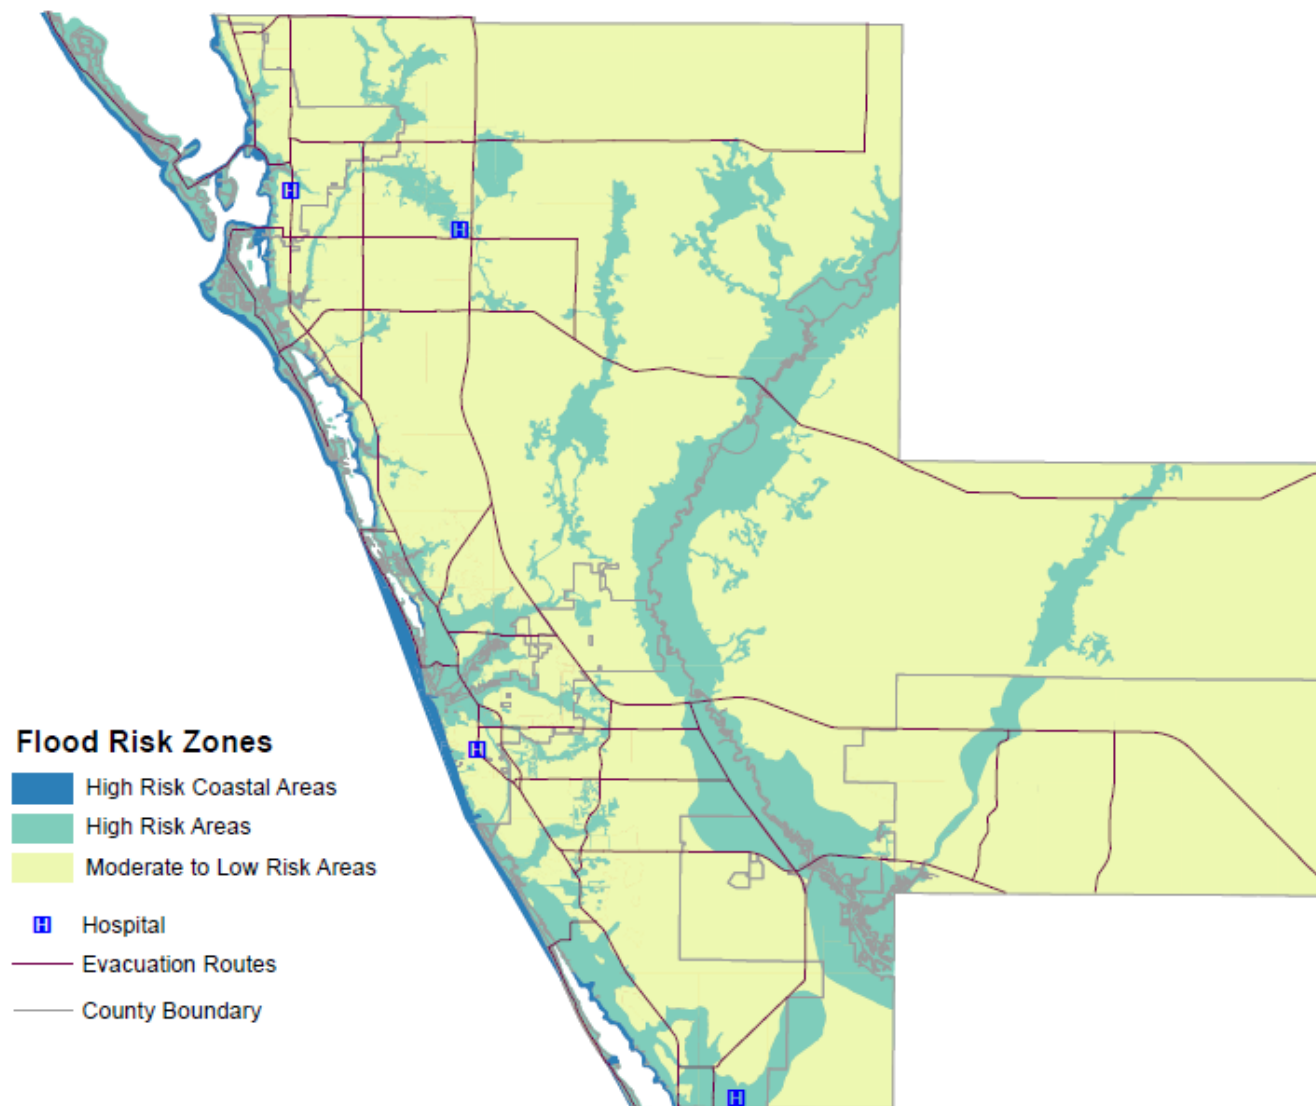 H
H
H
Flood Risk Zones
High Risk Coastal Areas
High Risk Areas
Moderate to Low Risk Areas
H Hospital
Evacuation Routes
County Boundary
H